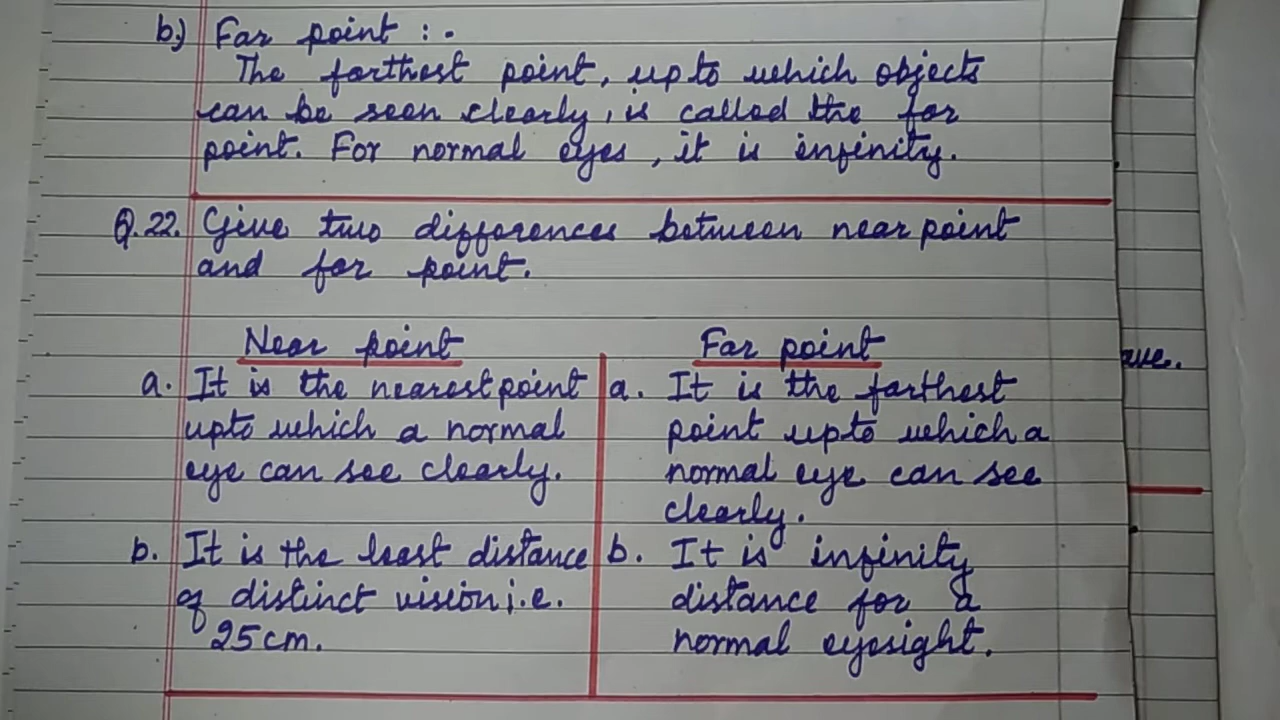 b) Far point :-
The farthest point, upto which objects
can be seen clearly, is called the far
point. For normal eyes, it is infinity.
Q.22. Give two differences between near point
and far point.
Near point
a. It is the nearest point
upto which a normal
eye can see clearly.
b. It is the least distance
of distinct vision i.e.
25cm.
Far point
a. It is the farthest
point upto which a
normal eye can see
clearly.
b. It is infinity
distance for a
normal eyesight.